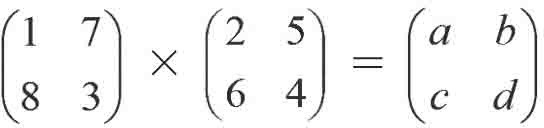 (1 7) × (2 5) = (a b)
(8 3) (6 4) (c d)